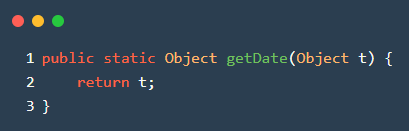 1 public static Object getDate(Object t) {
2     return t;
3 }